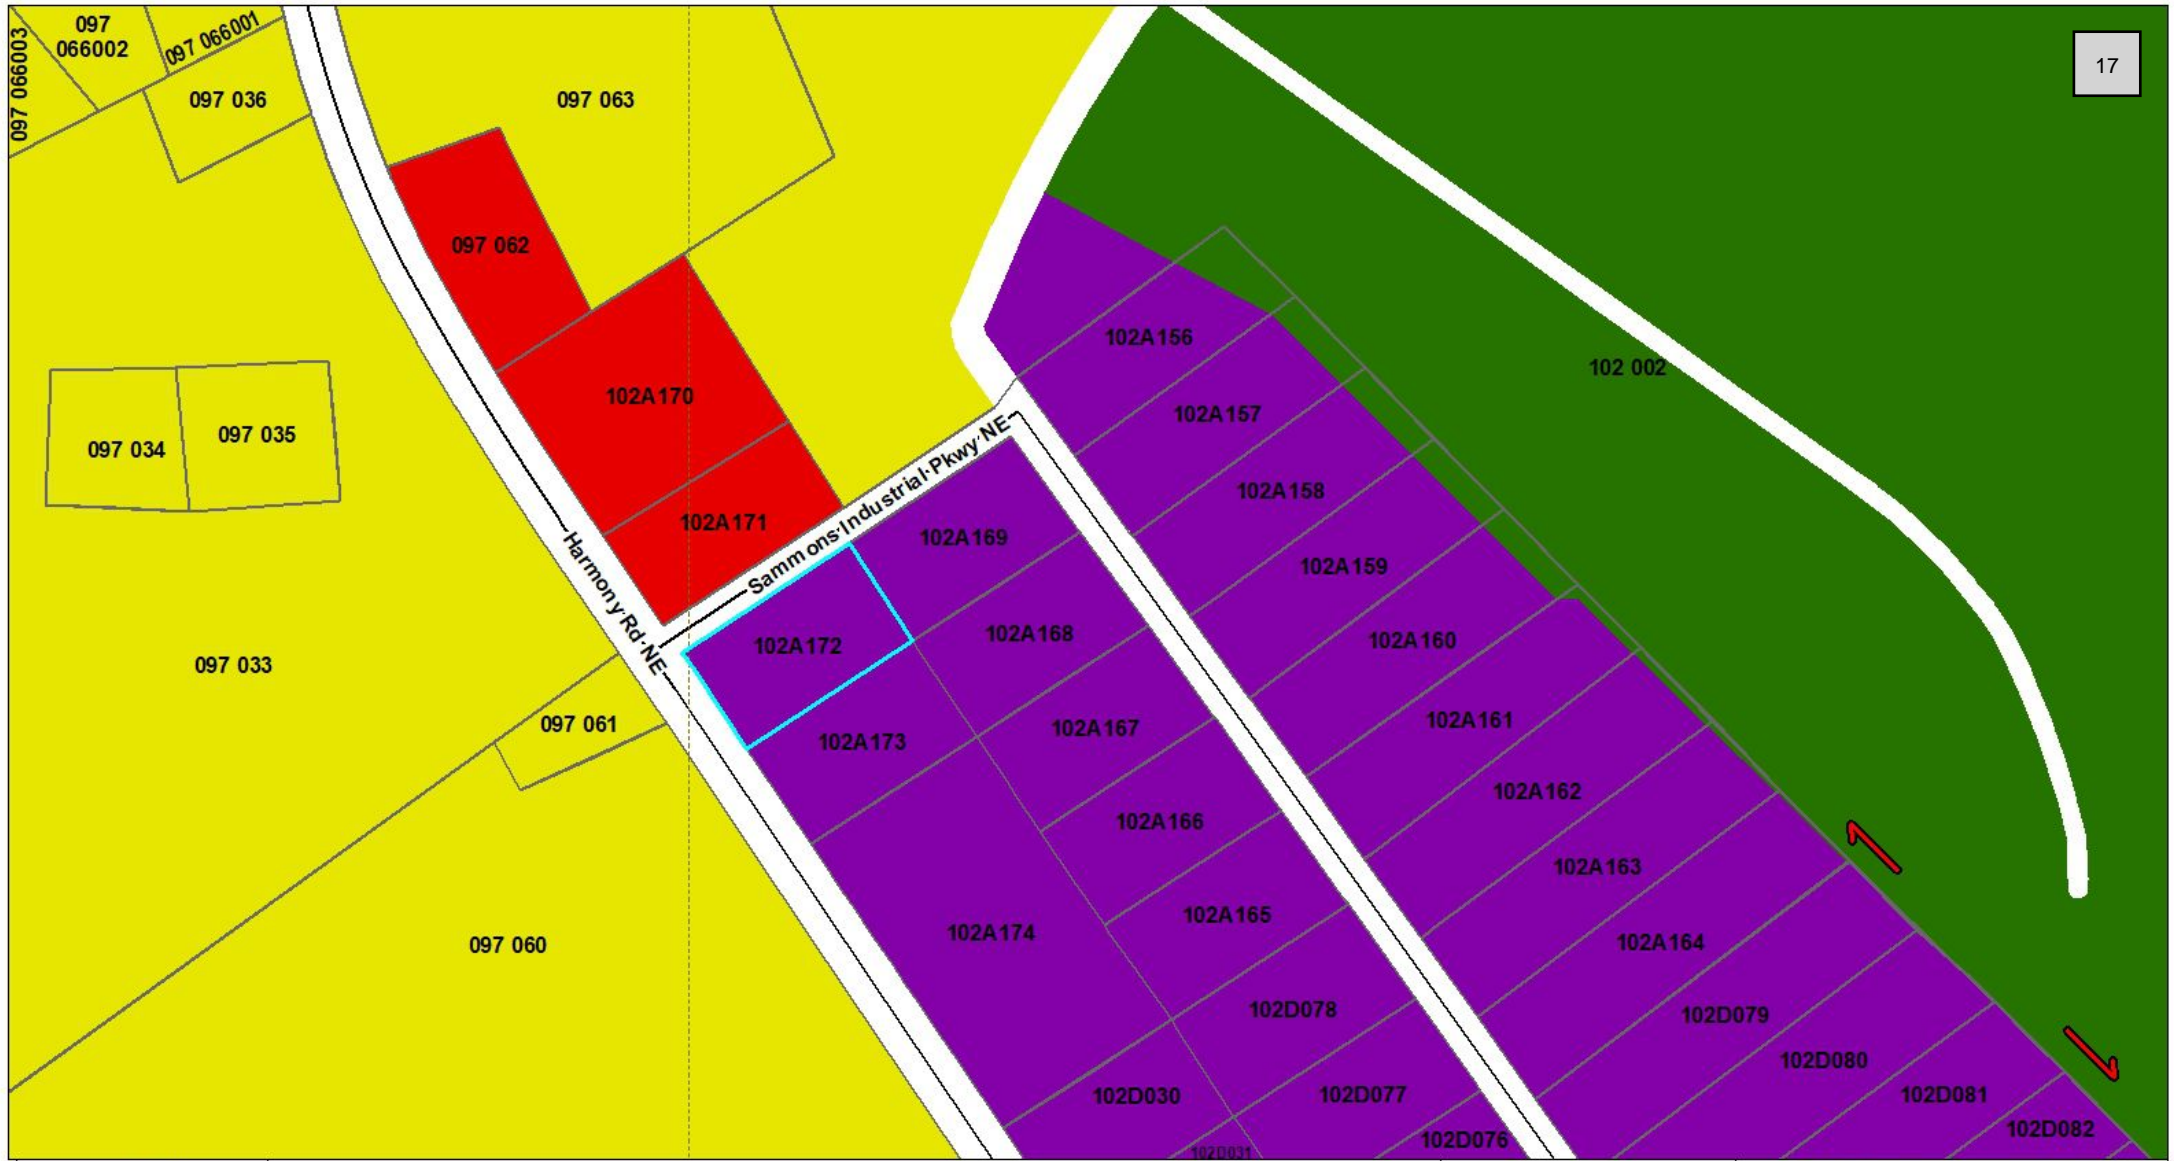 17
097
066002
097 066001
097 066003
097 036
097 063
097 062
102A170
102A171
097 034
097 035
097 033
097 061
097 060
Harmony Rd NE
Sammons Industrial Pkwy NE
102 002
102A156
102A157
102A158
102A159
102A160
102A161
102A162
102A163
102A164
102A169
102A168
102A167
102A166
102A165
102A172
102A173
102A174
102D078
102D079
102D080
102D081
102D082
102D030
102D077
102D076
102D031